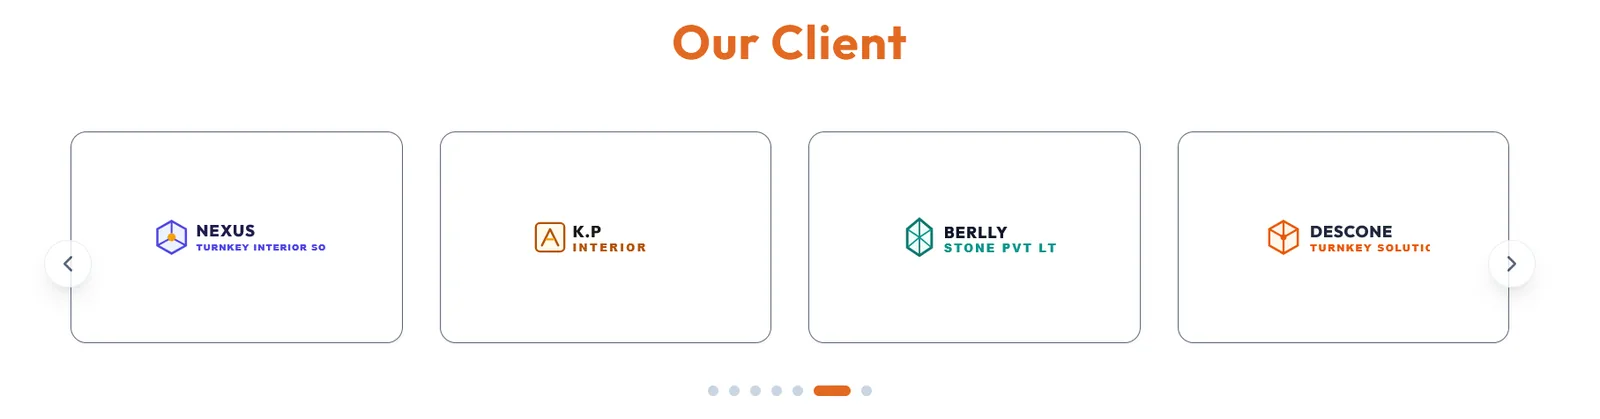 Our Client
NEXUS
TURNKEY INTERIOR SO
K.P
INTERIOR
BERLLY
STONE PVT LT
DESCONE
TURNKEY SOLUTIC